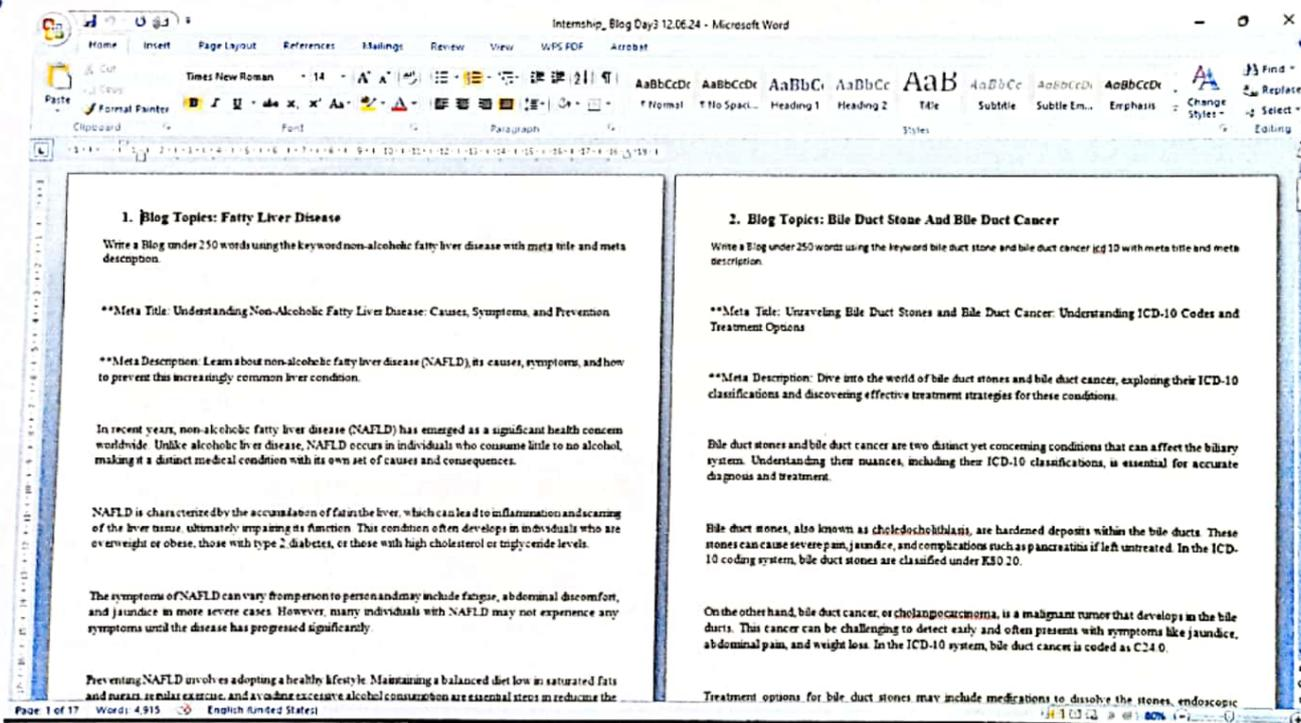 Internship_ Blog Day3 12.06.24 - Microsoft Word
Home Insert Page Layout References Mailings Review View WPS PDF Acrobat
Paste
Cut
Copy
Format Painter
Clipboard
Times New Roman 14
Font
Paragraph
AaBbCcDc AaBbCcDc AaBbCc AaBbCc AaB AaBbCc AaBbCcDc AaBbCcDc
¶ Normal ¶ No Spaci... Heading 1 Heading 2 Title Subtitle Subtle Em... Emphasis
Styles
Change Styles
Find
Replace
Select
Editing
1. Blog Topics: Fatty Liver Disease
Write a Blog under 250 words using the keyword non-alcoholic fatty liver disease with meta title and meta
description.
**Meta Title: Understanding Non-Alcoholic Fatty Liver Disease: Causes, Symptoms, and Prevention
**Meta Description: Learn about non-alcoholic fatty liver disease (NAFLD), its causes, symptoms, and how
to prevent this increasingly common liver condition.
In recent years, non-alcoholic fatty liver disease (NAFLD) has emerged as a significant health concern
worldwide. Unlike alcoholic liver disease, NAFLD occurs in individuals who consume little to no alcohol,
making it a distinct medical condition with its own set of causes and consequences.
NAFLD is characterized by the accumulation of fat in the liver, which can lead to inflammation and scarring
of the liver tissue, ultimately impairing its function. This condition often develops in individuals who are
overweight or obese, those with type 2 diabetes, or those with high cholesterol or triglyceride levels.
The symptoms of NAFLD can vary from person to person and may include fatigue, abdominal discomfort,
and jaundice in more severe cases. However, many individuals with NAFLD may not experience any
symptoms until the disease has progressed significantly.
Preventing NAFLD involves adopting a healthy lifestyle. Maintaining a balanced diet low in saturated fats
and sugars, regular exercise, and avoiding excessive alcohol consumption are essential steps in reducing the
2. Blog Topics: Bile Duct Stone And Bile Duct Cancer
Write a Blog under 250 words using the keyword bile duct stone and bile duct cancer icd 10 with meta title and meta
description.
**Meta Title: Unraveling Bile Duct Stones and Bile Duct Cancer: Understanding ICD-10 Codes and
Treatment Options
**Meta Description: Dive into the world of bile duct stones and bile duct cancer, exploring their ICD-10
classifications and discovering effective treatment strategies for these conditions.
Bile duct stones and bile duct cancer are two distinct yet concerning conditions that can affect the biliary
system. Understanding their nuances, including their ICD-10 classifications, is essential for accurate
diagnosis and treatment.
Bile duct stones, also known as choledocholithiasis, are hardened deposits within the bile ducts. These
stones can cause severe pain, jaundice, and complications such as pancreatitis if left untreated. In the ICD-
10 coding system, bile duct stones are classified under K80.20.
On the other hand, bile duct cancer, or cholangiocarcinoma, is a malignant tumor that develops in the bile
ducts. This cancer can be challenging to detect early and often presents with symptoms like jaundice,
abdominal pain, and weight loss. In the ICD-10 system, bile duct cancer is coded as C24.0.
Treatment options for bile duct stones may include medications to dissolve the stones, endoscopic
Page: 1 of 17 Words: 4,915 English (United States) 80%